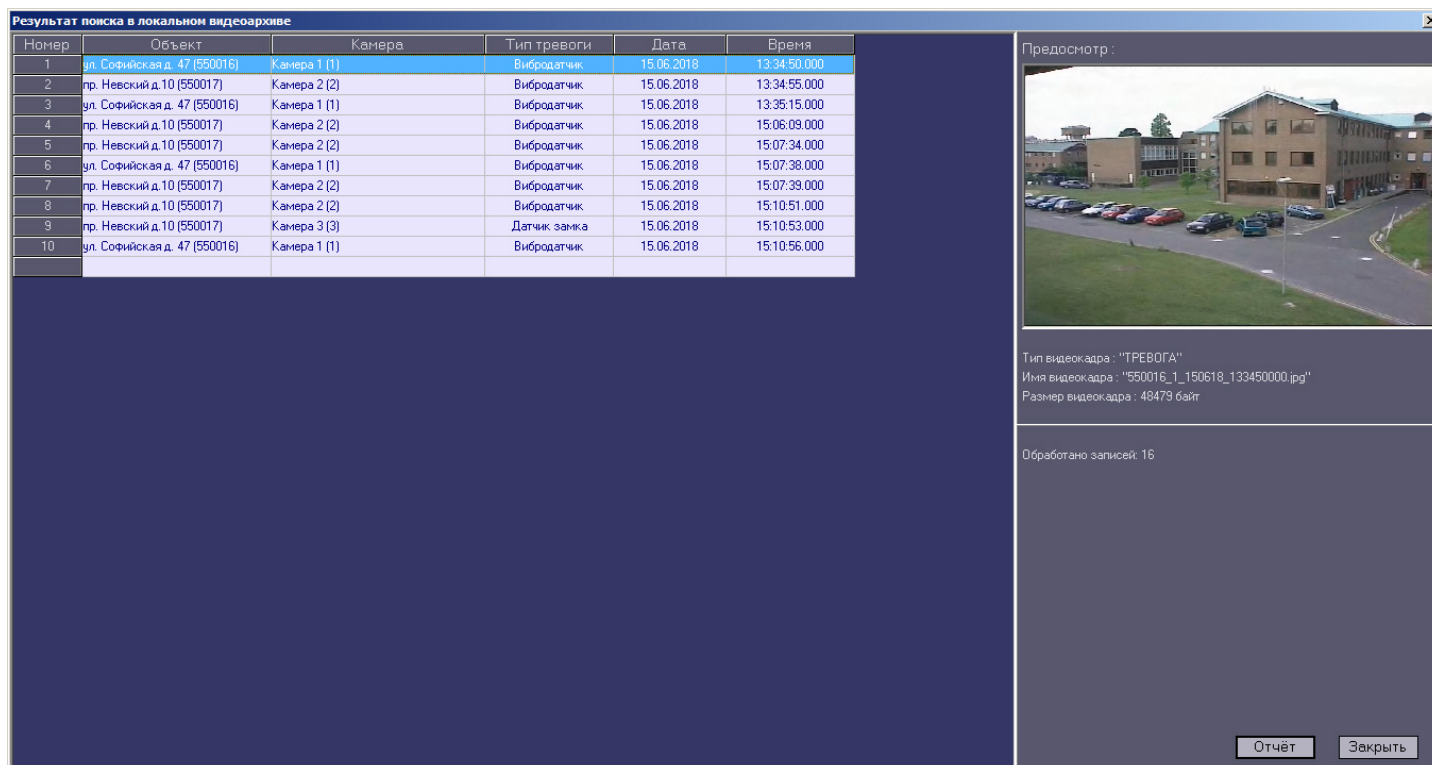 Результат поиска в локальном видеоархиве
Номер Объект Камера Тип тревоги Дата Время
1 ул. Софийская д. 47 (550016) Камера 1 (1) Вибродатчик 15.06.2018 13:34:50.000
2 пр. Невский д.10 (550017) Камера 2 (2) Вибродатчик 15.06.2018 13:34:55.000
3 ул. Софийская д. 47 (550016) Камера 1 (1) Вибродатчик 15.06.2018 13:35:15.000
4 пр. Невский д.10 (550017) Камера 2 (2) Вибродатчик 15.06.2018 15:06:09.000
5 пр. Невский д.10 (550017) Камера 2 (2) Вибродатчик 15.06.2018 15:07:34.000
6 ул. Софийская д. 47 (550016) Камера 1 (1) Вибродатчик 15.06.2018 15:07:38.000
7 пр. Невский д.10 (550017) Камера 2 (2) Вибродатчик 15.06.2018 15:07:39.000
8 пр. Невский д.10 (550017) Камера 2 (2) Вибродатчик 15.06.2018 15:10:51.000
9 пр. Невский д.10 (550017) Камера 3 (3) Датчик замка 15.06.2018 15:10:53.000
10 ул. Софийская д. 47 (550016) Камера 1 (1) Вибродатчик 15.06.2018 15:10:56.000
Предосмотр :
Тип видеокадра : "ТРЕВОГА"
Имя видеокадра : "550016_1_150618_133450000.jpg"
Размер видеокадра : 48479 байт
Обработано записей: 16
Отчёт Закрыть